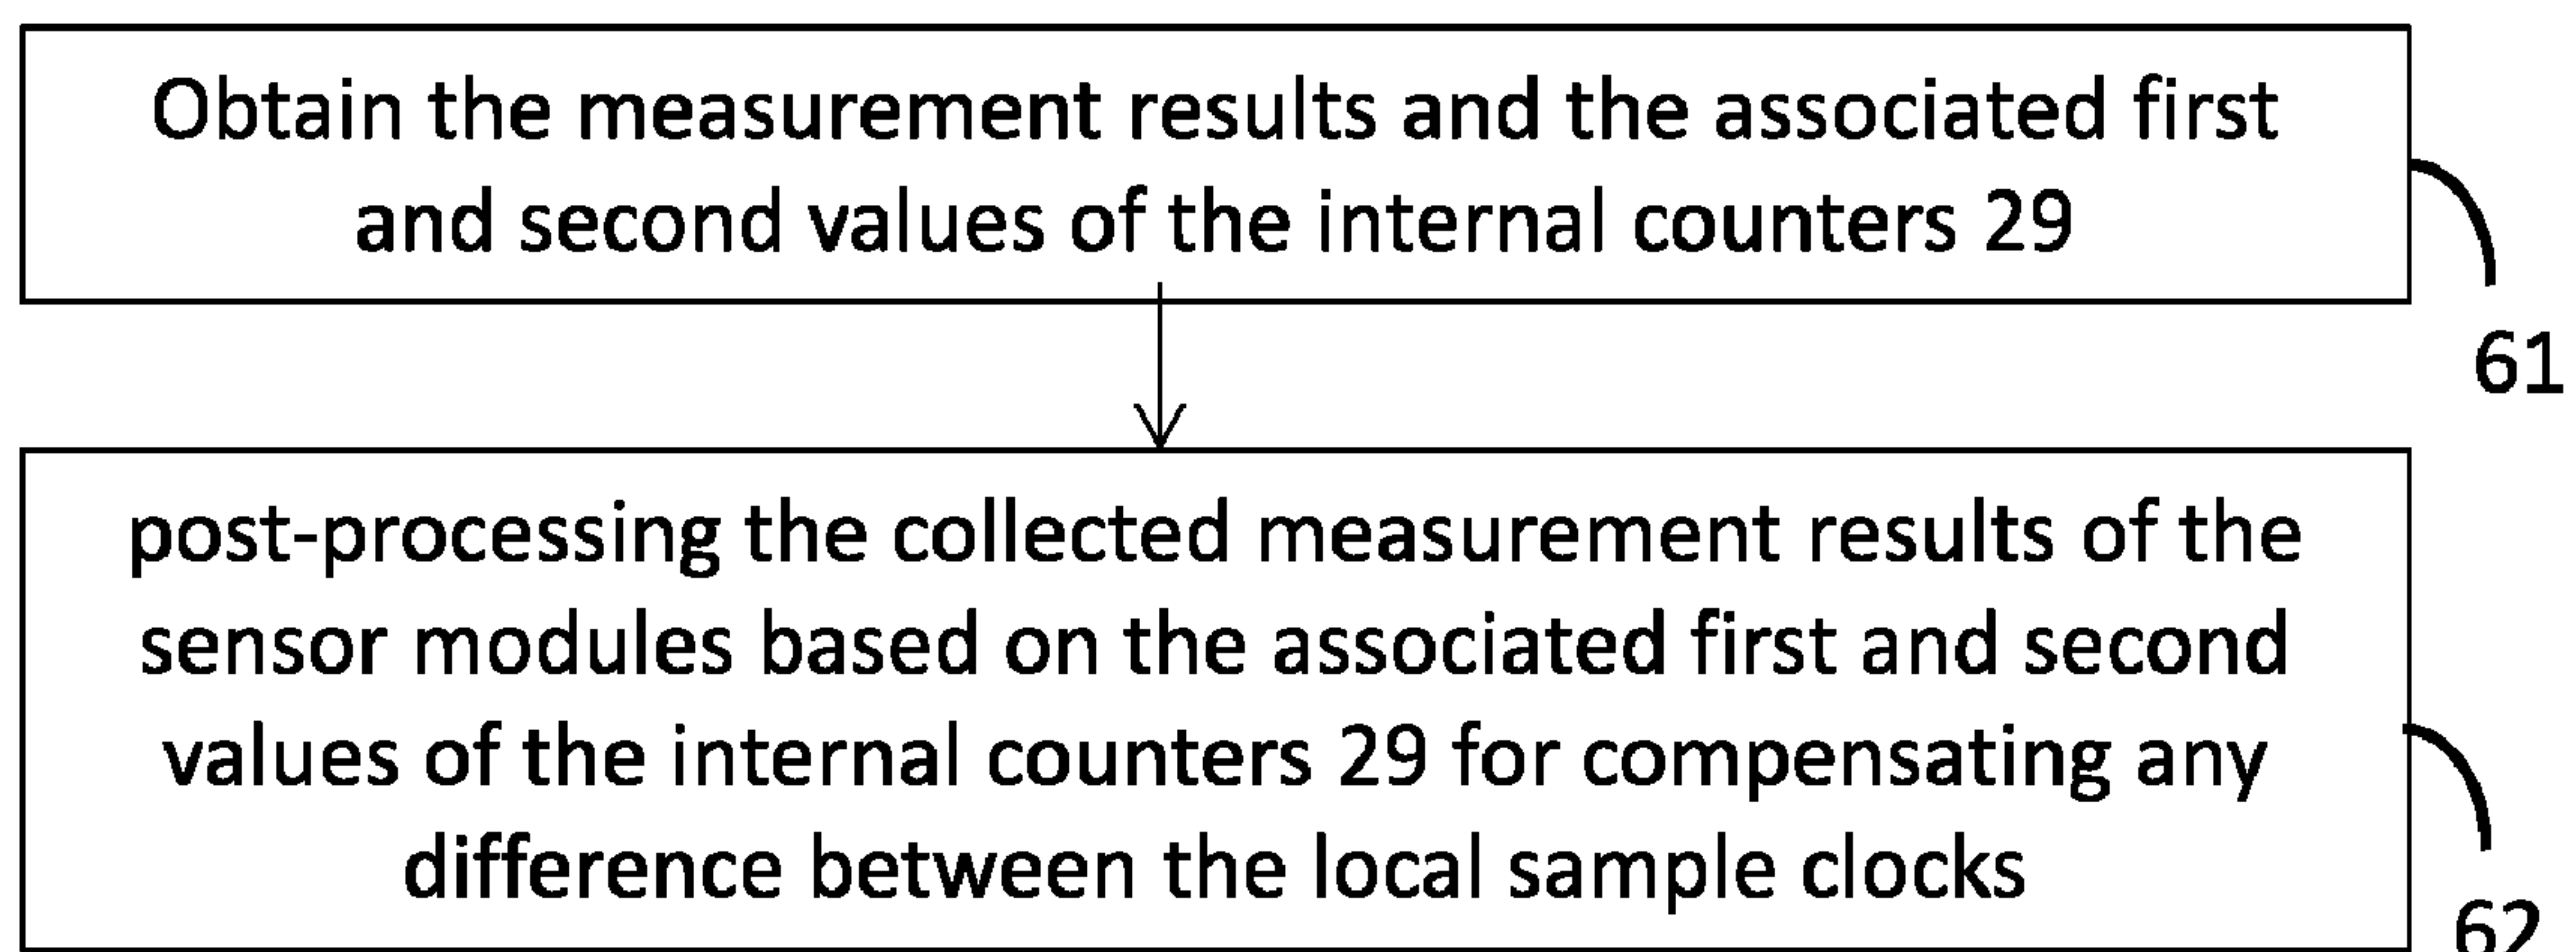 Obtain the measurement results and the associated first
and second values of the internal counters 29
61
post-processing the collected measurement results of the
sensor modules based on the associated first and second
values of the internal counters 29 for compensating any
difference between the local sample clocks
62